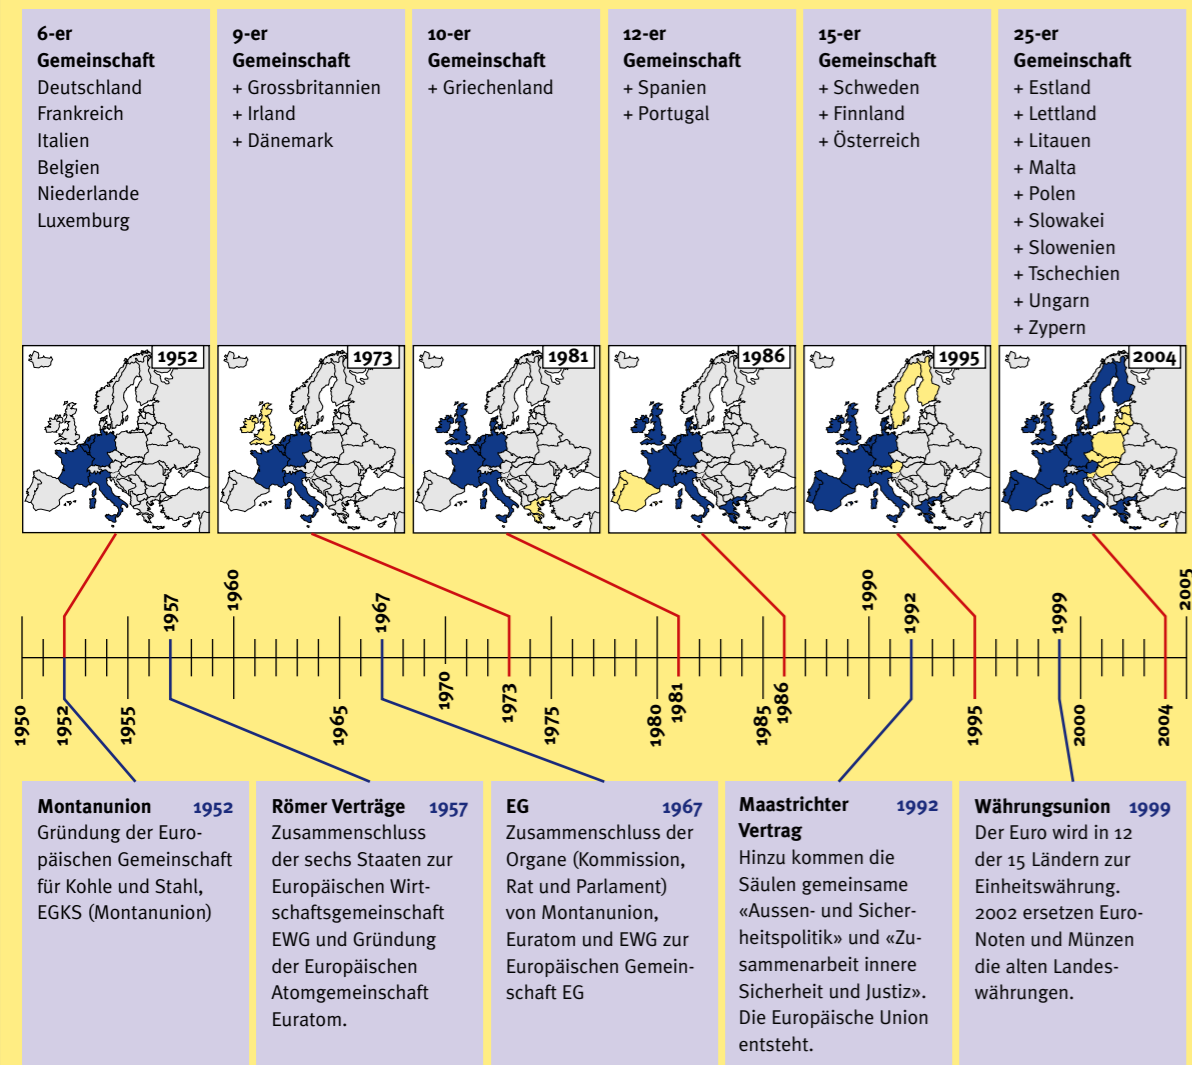 6-er
Gemeinschaft
Deutschland
Frankreich
Italien
Belgien
Niederlande
Luxemburg
9-er
Gemeinschaft
+ Grossbritannien
+ Irland
+ Dänemark
10-er
Gemeinschaft
+ Griechenland
12-er
Gemeinschaft
+ Spanien
+ Portugal
15-er
Gemeinschaft
+ Schweden
+ Finnland
+ Österreich
25-er
Gemeinschaft
+ Estland
+ Lettland
+ Litauen
+ Malta
+ Polen
+ Slowakei
+ Slowenien
+ Tschechien
+ Ungarn
+ Zypern
1952
1973
1981
1986
1995
2004
1950
1952
1955
1957
1960
1965
1967
1970
1973
1975
1980
1981
1985
1986
1990
1992
1995
1999
2000
2004
2005
Montanunion 1952
Gründung der Euro-
päischen Gemeinschaft
für Kohle und Stahl,
EGKS (Montanunion)
Römer Verträge 1957
Zusammenschluss
der sechs Staaten zur
Europäischen Wirt-
schaftsgemeinschaft
EWG und Gründung
der Europäischen
Atomgemeinschaft
Euratom.
EG 1967
Zusammenschluss der
Organe (Kommission,
Rat und Parlament)
von Montanunion,
Euratom und EWG zur
Europäischen Gemein-
schaft EG
Maastrichter 1992
Vertrag
Hinzu kommen die
Säulen gemeinsame
«Aussen- und Sicher-
heitspolitik» und «Zu-
sammenarbeit innere
Sicherheit und Justiz».
Die Europäische Union
entsteht.
Währungsunion 1999
Der Euro wird in 12
der 15 Ländern zur
Einheitswährung.
2002 ersetzen Euro-
Noten und Münzen
die alten Landes-
währungen.